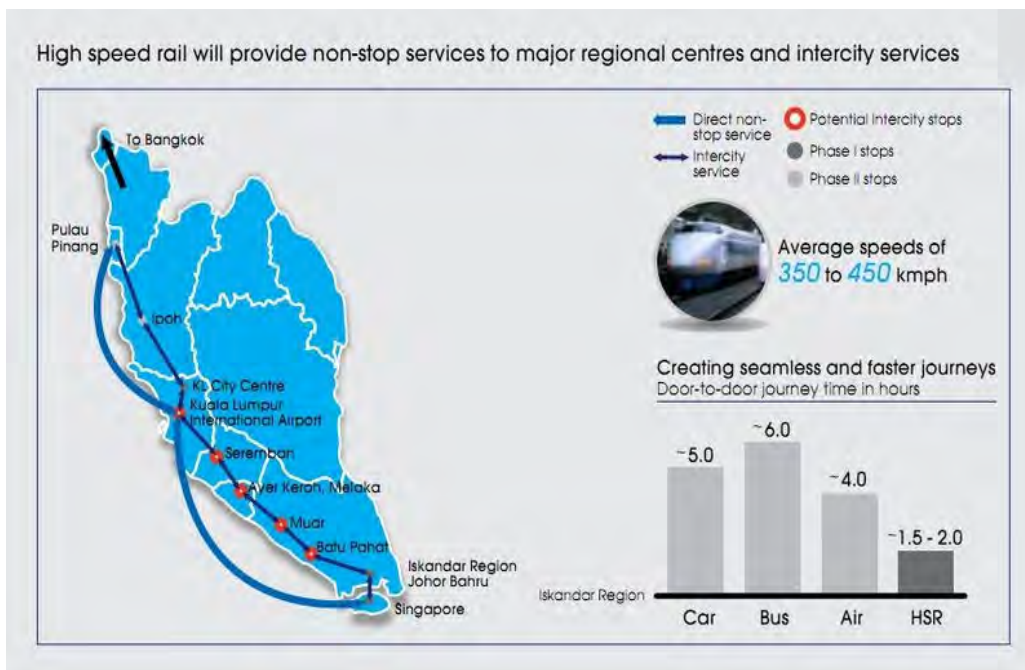 High speed rail will provide non-stop services to major regional centres and intercity services
To Bangkok
Pulau
Pinang
Ipoh
KL City Centre
Kuala Lumpur
International Airport
Seremban
Ayer Keroh, Melaka
Muar
Batu Pahat
Iskandar Region
Johor Bahru
Singapore
Direct non-
stop service
Intercity
service
Potential intercity stops
Phase I stops
Phase II stops
Average speeds of
350 to 450 kmph
Creating seamless and faster journeys
Door-to-door journey time in hours
~5.0
~6.0
~4.0
~1.5 - 2.0
Iskandar Region
Car
Bus
Air
HSR